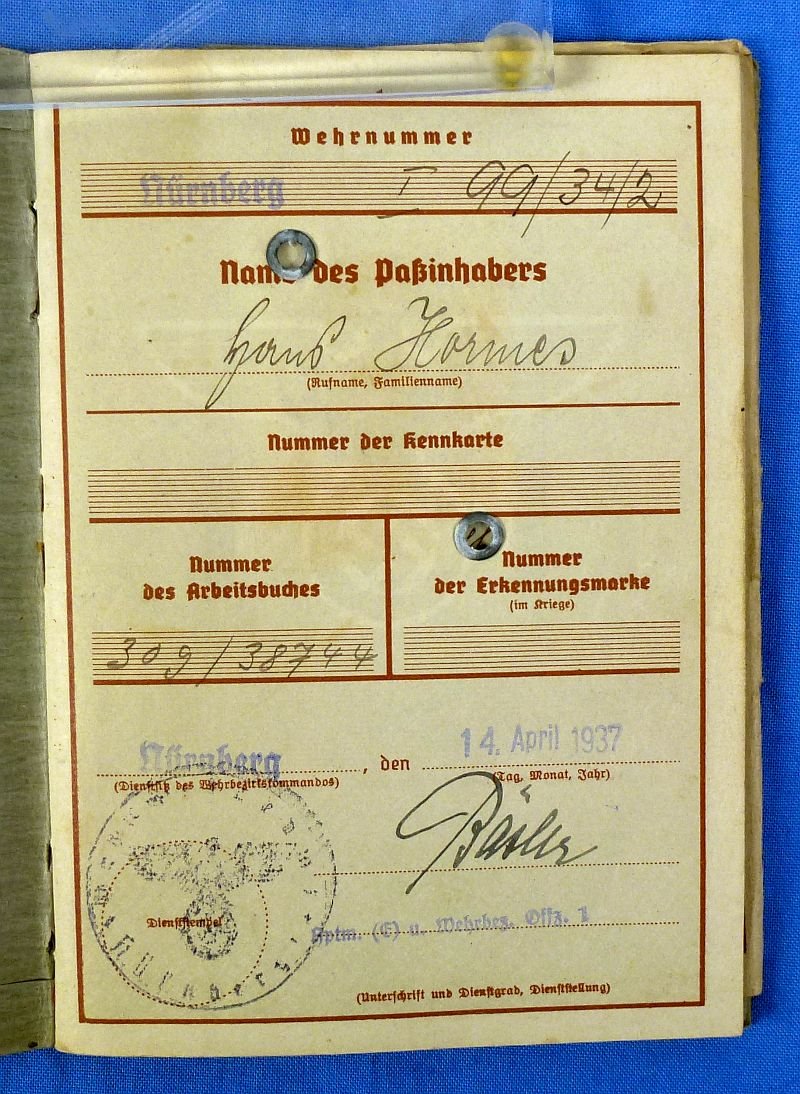 Wehrnummer
Nürnberg I 99/34/2
Name des Paßinhabers
Hans Hormes
(Rufname, Familienname)
Nummer der Kennkarte
Nummer
des Arbeitsbuches
309/38744
Nummer
der Erkennungsmarke
(im Kriege)
Nürnberg, den 14. April 1937
(Dienstsitz des Wehrbezirkskommandos) (Tag, Monat, Jahr)
Dienststempel
Nürnberg
Hptm. (E) u. Wehrbez. Offz. 1
(Unterschrift und Dienstgrad, Dienststellung)